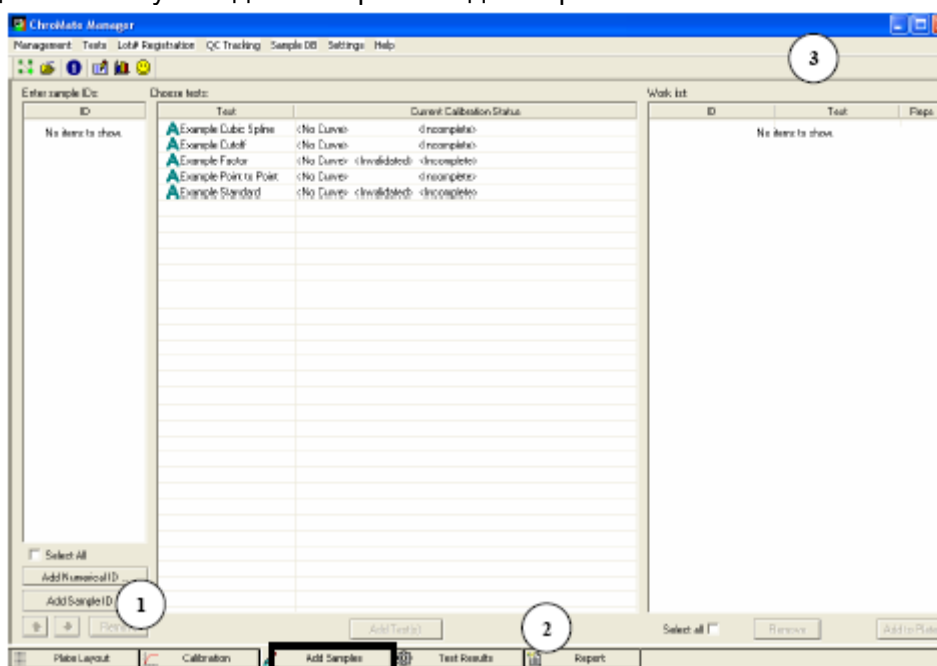 ChroMate Manager
Management Tests Lot# Registration QC Tracking Sample DB Settings Help
3
Enter sample IDs: Choose tests: Work list
ID Test Current Calibration Status ID Test Reps
No items to show. No items to show.
Example Cubic Spline <No Curve> <Incomplete>
Example Cutoff <No Curve> <Incomplete>
Example Factor <No Curve> <Invalidated> <Incomplete>
Example Point to Point <No Curve> <Incomplete>
Example Standard <No Curve> <Invalidated> <Incomplete>
Select All
Add Numerical ID ...
Add Sample ID
1
Add Test(s)
2
Select all
Remove
Add to Plate
Plate Layout Calibration Add Samples Test Results Report